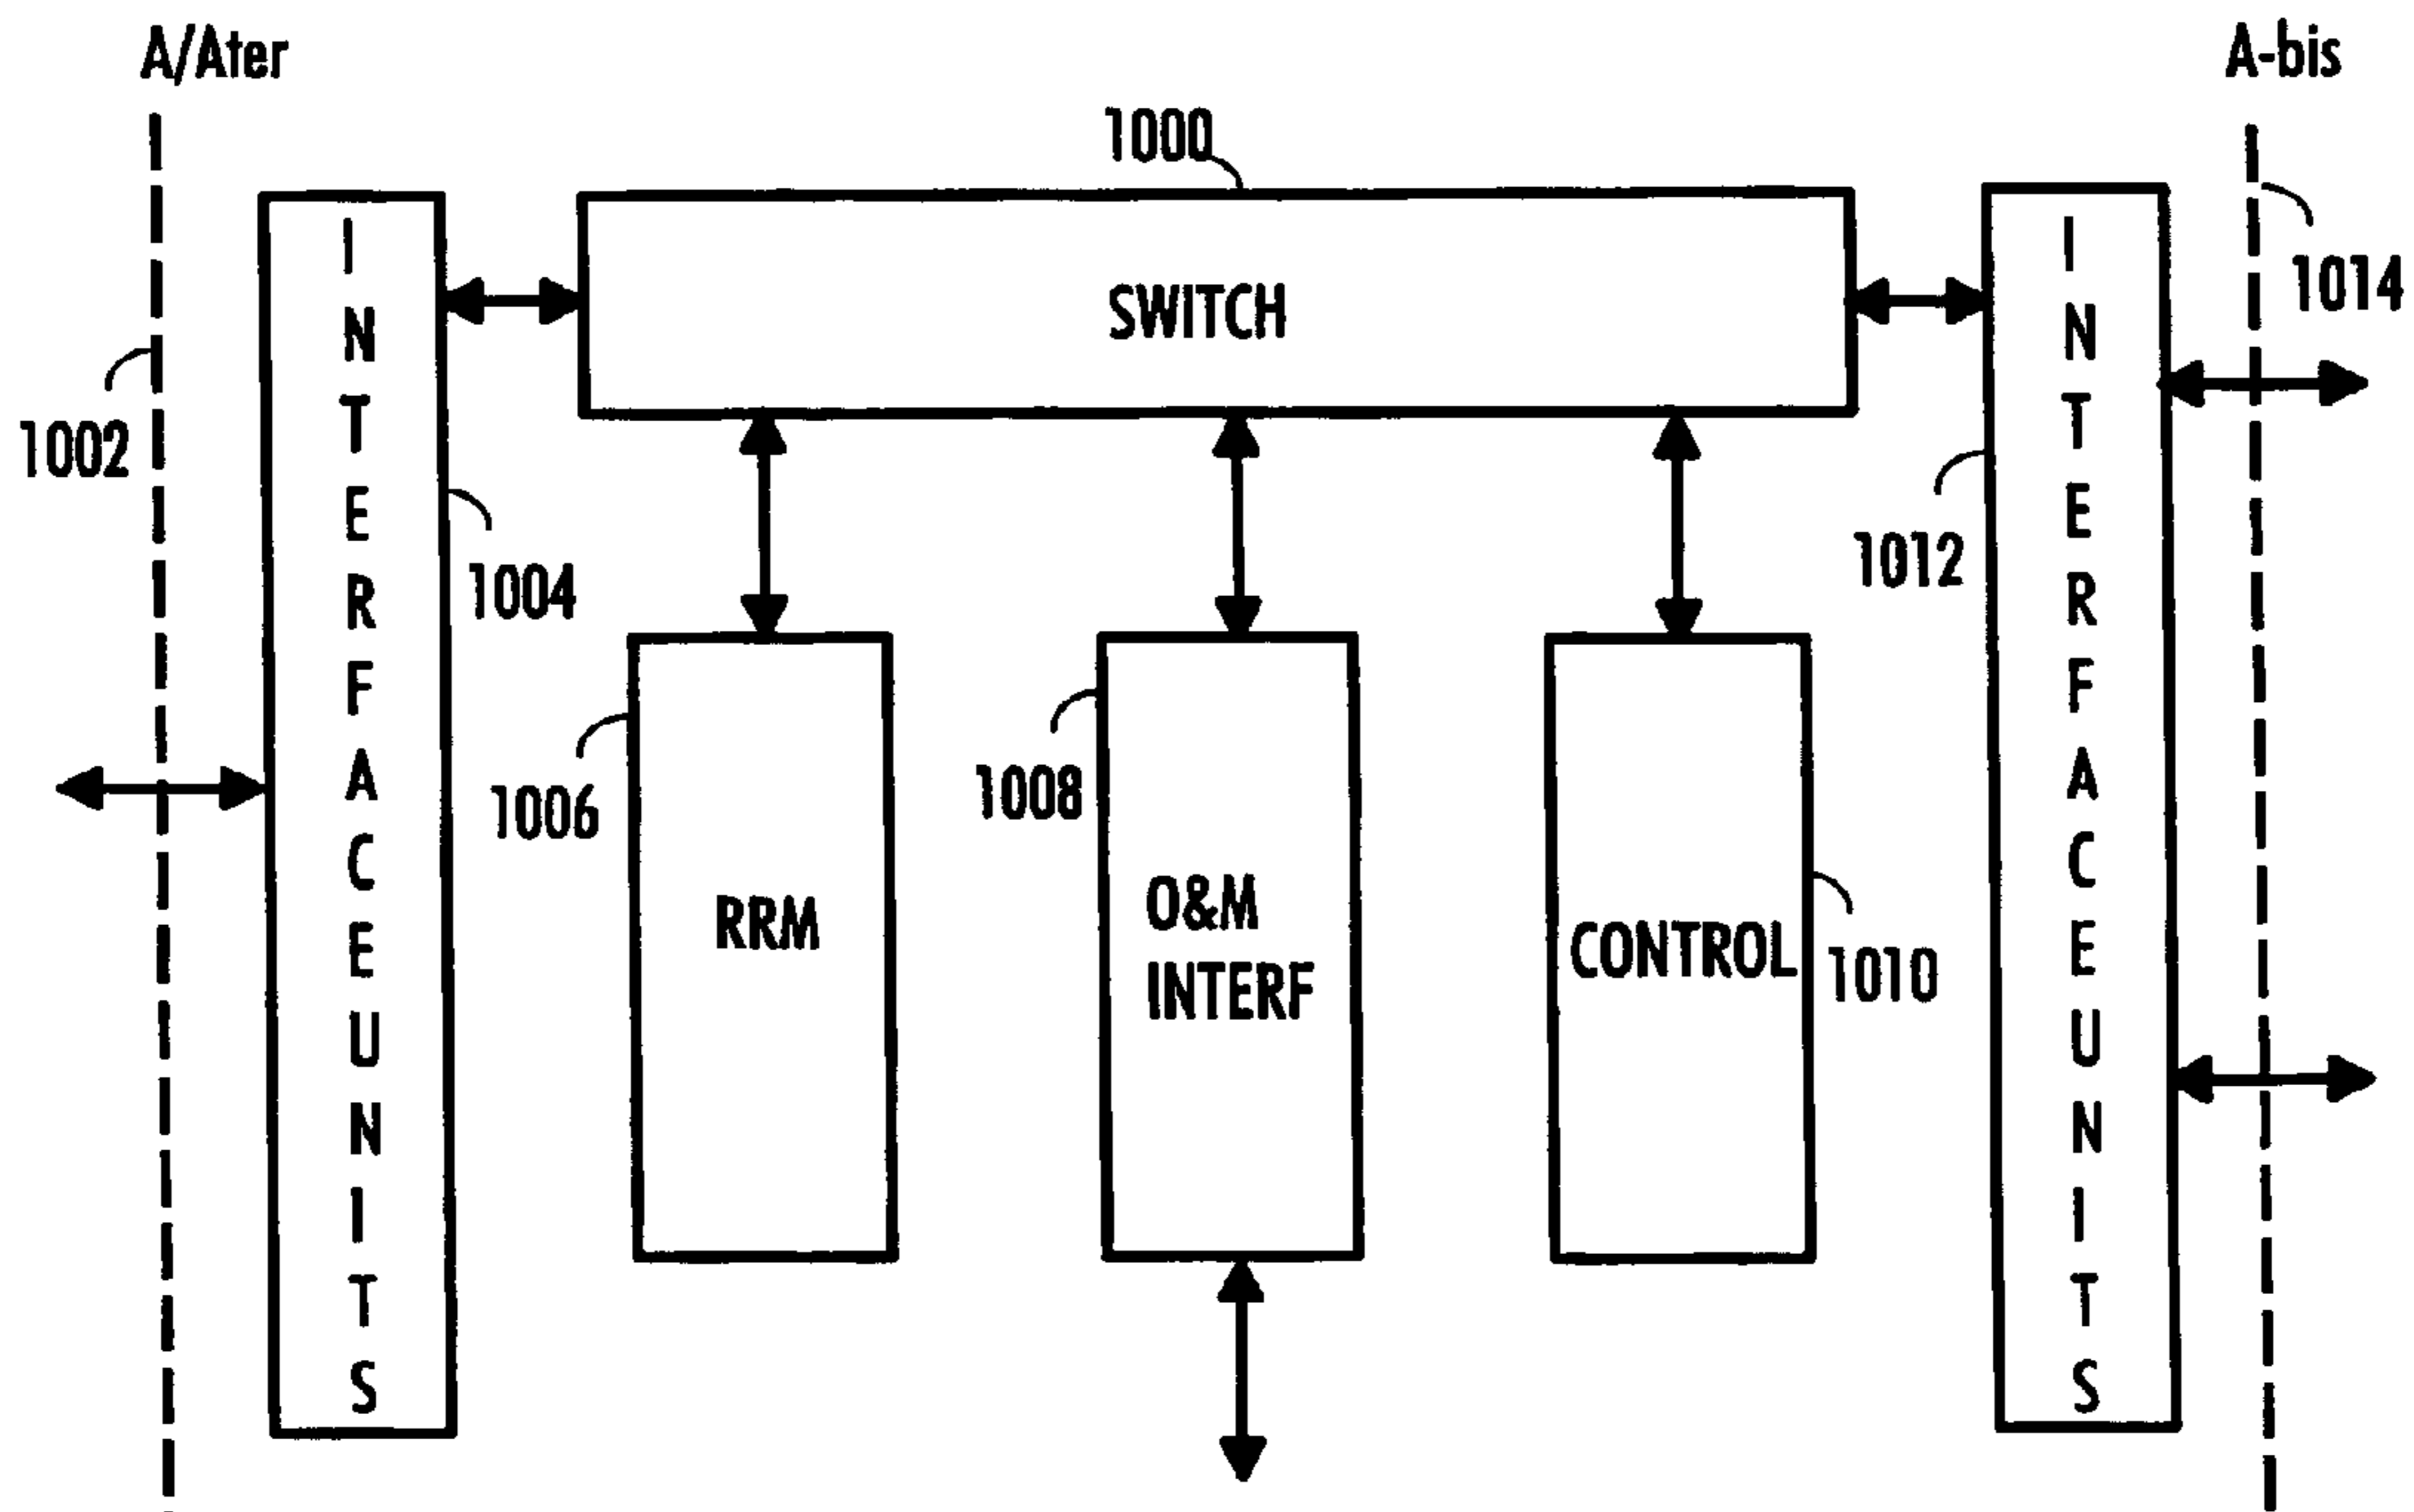 A/Ater
A-bis
1000
SWITCH
1014
1002
1004
1012
INTERFACE UNITS
INTERFACE UNITS
1006
1008
RRM
O&M
INTERF
CONTROL
1010